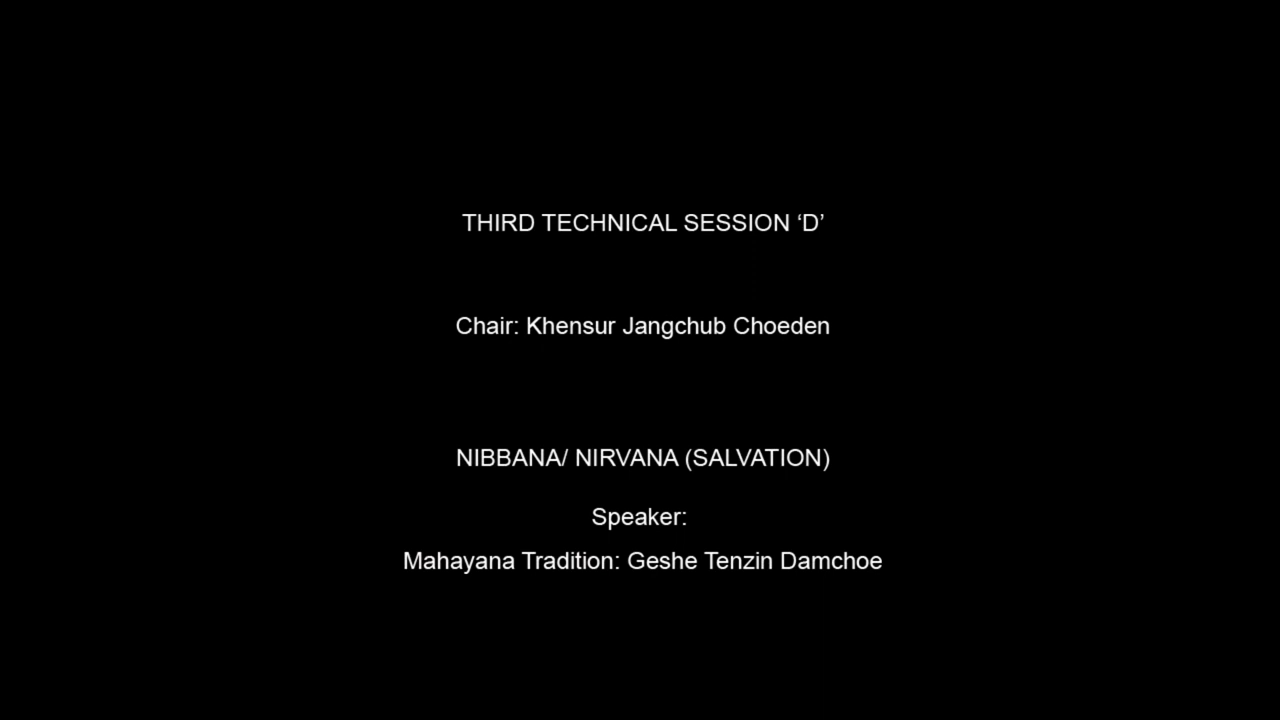 THIRD TECHNICAL SESSION ‘D’
Chair: Khensur Jangchub Choeden
NIBBANA/ NIRVANA (SALVATION)
Speaker:
Mahayana Tradition: Geshe Tenzin Damchoe